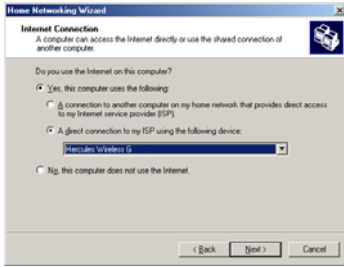 Home Networking Wizard
Internet Connection
A computer can access the Internet directly or use the shared connection of
another computer.
Do you use the Internet on this computer?
Yes, this computer uses the following:
A connection to another computer on my home network that provides direct access
to my Internet service provider (ISP).
A direct connection to my ISP using the following device:
Hercules Wireless G
No, this computer does not use the Internet.
< Back
Next >
Cancel